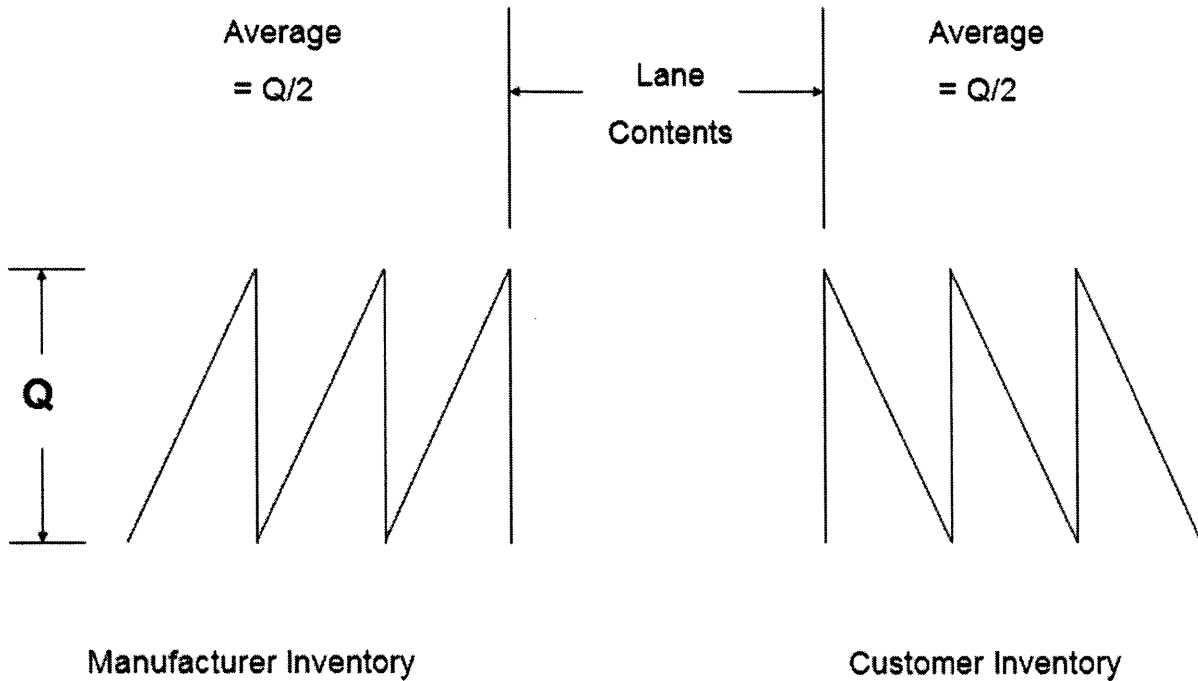 Average
= Q/2
Lane
Contents
Average
= Q/2
Q
Manufacturer Inventory
Customer Inventory